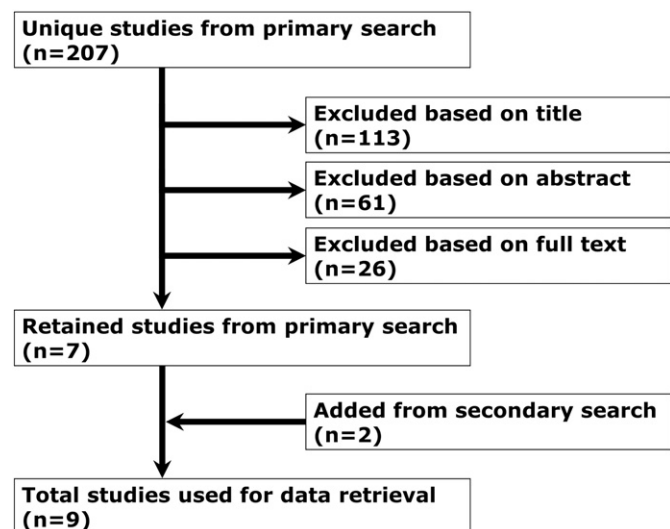 Unique studies from primary search
(n=207)
Excluded based on title
(n=113)
Excluded based on abstract
(n=61)
Excluded based on full text
(n=26)
Retained studies from primary search
(n=7)
Added from secondary search
(n=2)
Total studies used for data retrieval
(n=9)